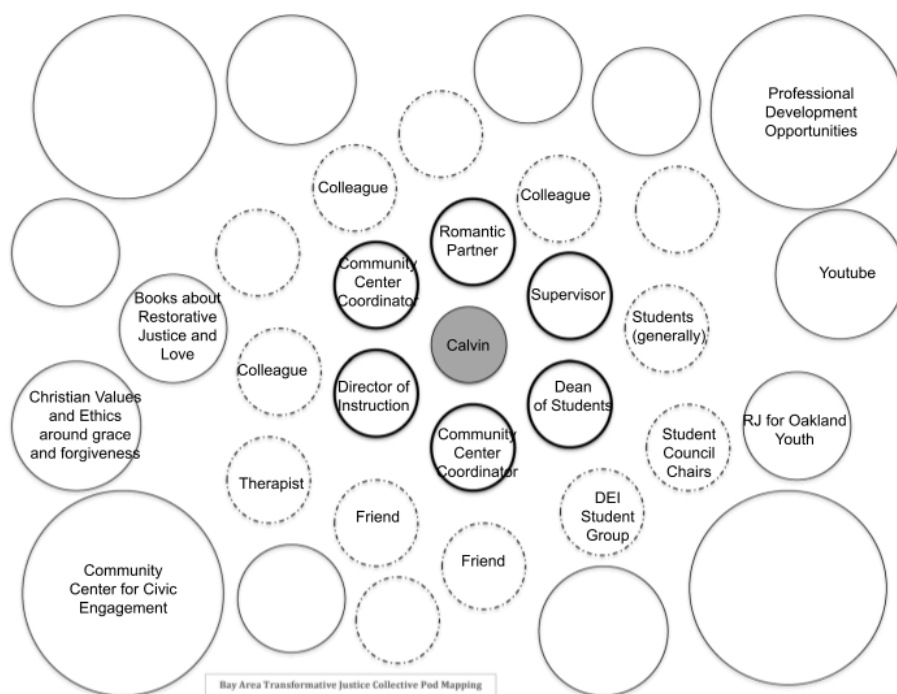 Professional
Development
Opportunities
Colleague
Colleague
Romantic
Partner
Community
Center
Coordinator
Youtube
Supervisor
Books about
Restorative
Justice and
Love
Students
(generally)
Calvin
Colleague
Director of
Instruction
Dean
of Students
Christian Values
and Ethics
around grace
and forgiveness
RJ for Oakland
Youth
Community
Center
Coordinator
Student
Council
Chairs
Therapist
DEI
Student
Group
Friend
Friend
Community
Center for Civic
Engagement
Bay Area Transformative Justice Collective Pod Mapping